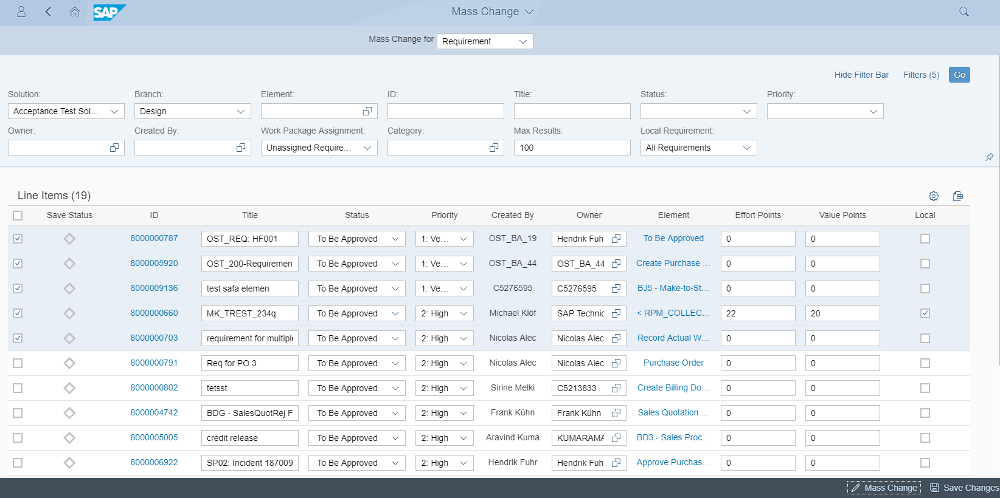 SAP
Mass Change
Mass Change for Requirement
Hide Filter Bar Filters (5) Go
Solution: Branch: Element: ID: Title: Status: Priority:
Acceptance Test Sol... Design
Owner: Created By: Work Package Assignment: Category: Max Results: Local Requirement:
Unassigned Require... 100 All Requirements
Line Items (19)
Save Status ID Title Status Priority Created By Owner Element Effort Points Value Points Local
8000000787 OST_REQ: HF001 To Be Approved 1: Ve... OST_BA_19 Hendrik Fuh To Be Approved 0 0
8000005920 OST_200-Requirement To Be Approved 1: Ve... OST_BA_44 OST_BA_44 Create Purchase ... 0 0
8000009136 test safa elemen To Be Approved 1: Ve... C5276595 C5276595 BJ5 - Make-to-St... 0 0
8000000660 MK_TREST_234q To Be Approved 2: High Michael Klöf SAP Technic < RPM_COLLEC... 22 20
8000000703 requirement for multiple To Be Approved 2: High Nicolas Alec Nicolas Alec Record Actual W... 0 0
8000000791 Req for PO 3 To Be Approved 2: High Nicolas Alec Nicolas Alec Purchase Order 0 0
8000000802 tetsst To Be Approved 2: High Sirine Melki C5213833 Create Billing Do... 0 0
8000004742 BDG - SalesQuotRej F To Be Approved 2: High Frank Kühn Frank Kühn Sales Quotation ... 0 0
8000005005 credit release To Be Approved 2: High Aravind Kuma KUMARAMA BD3 - Sales Proc... 0 0
8000006922 SP02: Incident 187009 To Be Approved 2: High Hendrik Fuhr Hendrik Fuh Approve Purchas... 0 0
Mass Change Save Changes